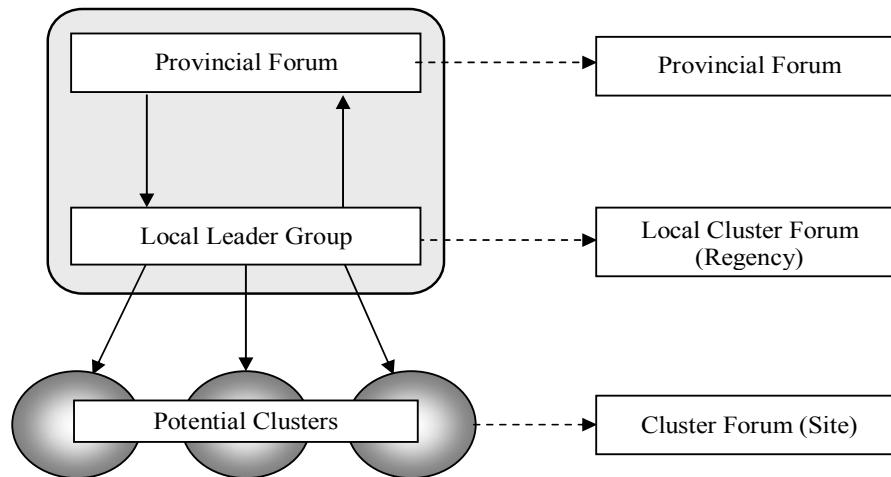 Provincial Forum
Provincial Forum
Local Leader Group
Local Cluster Forum
(Regency)
Potential Clusters
Cluster Forum (Site)